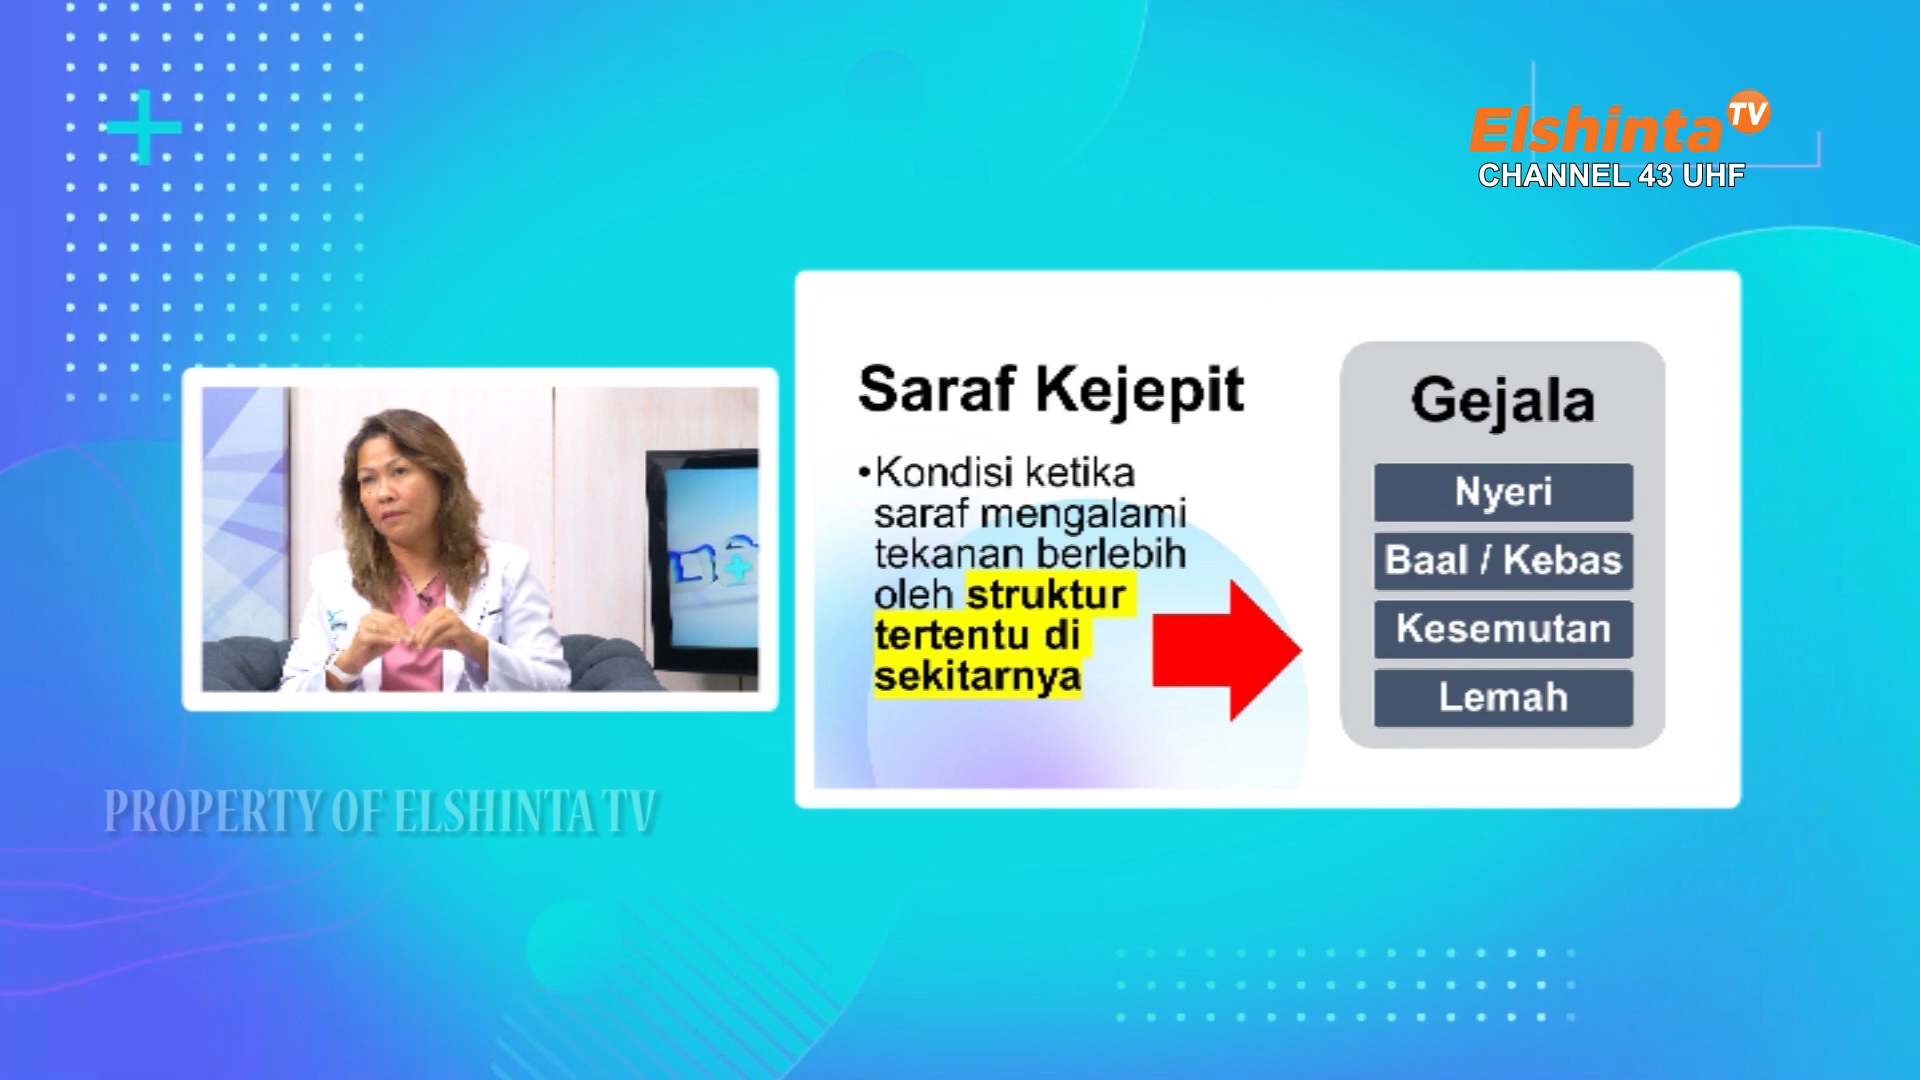 Elshinta TV
CHANNEL 43 UHF
Saraf Kejepit
•Kondisi ketika
saraf mengalami
tekanan berlebih
oleh struktur
tertentu di
sekitarnya
Gejala
Nyeri
Baal / Kebas
Kesemutan
Lemah
PROPERTY OF ELSHINTA TV